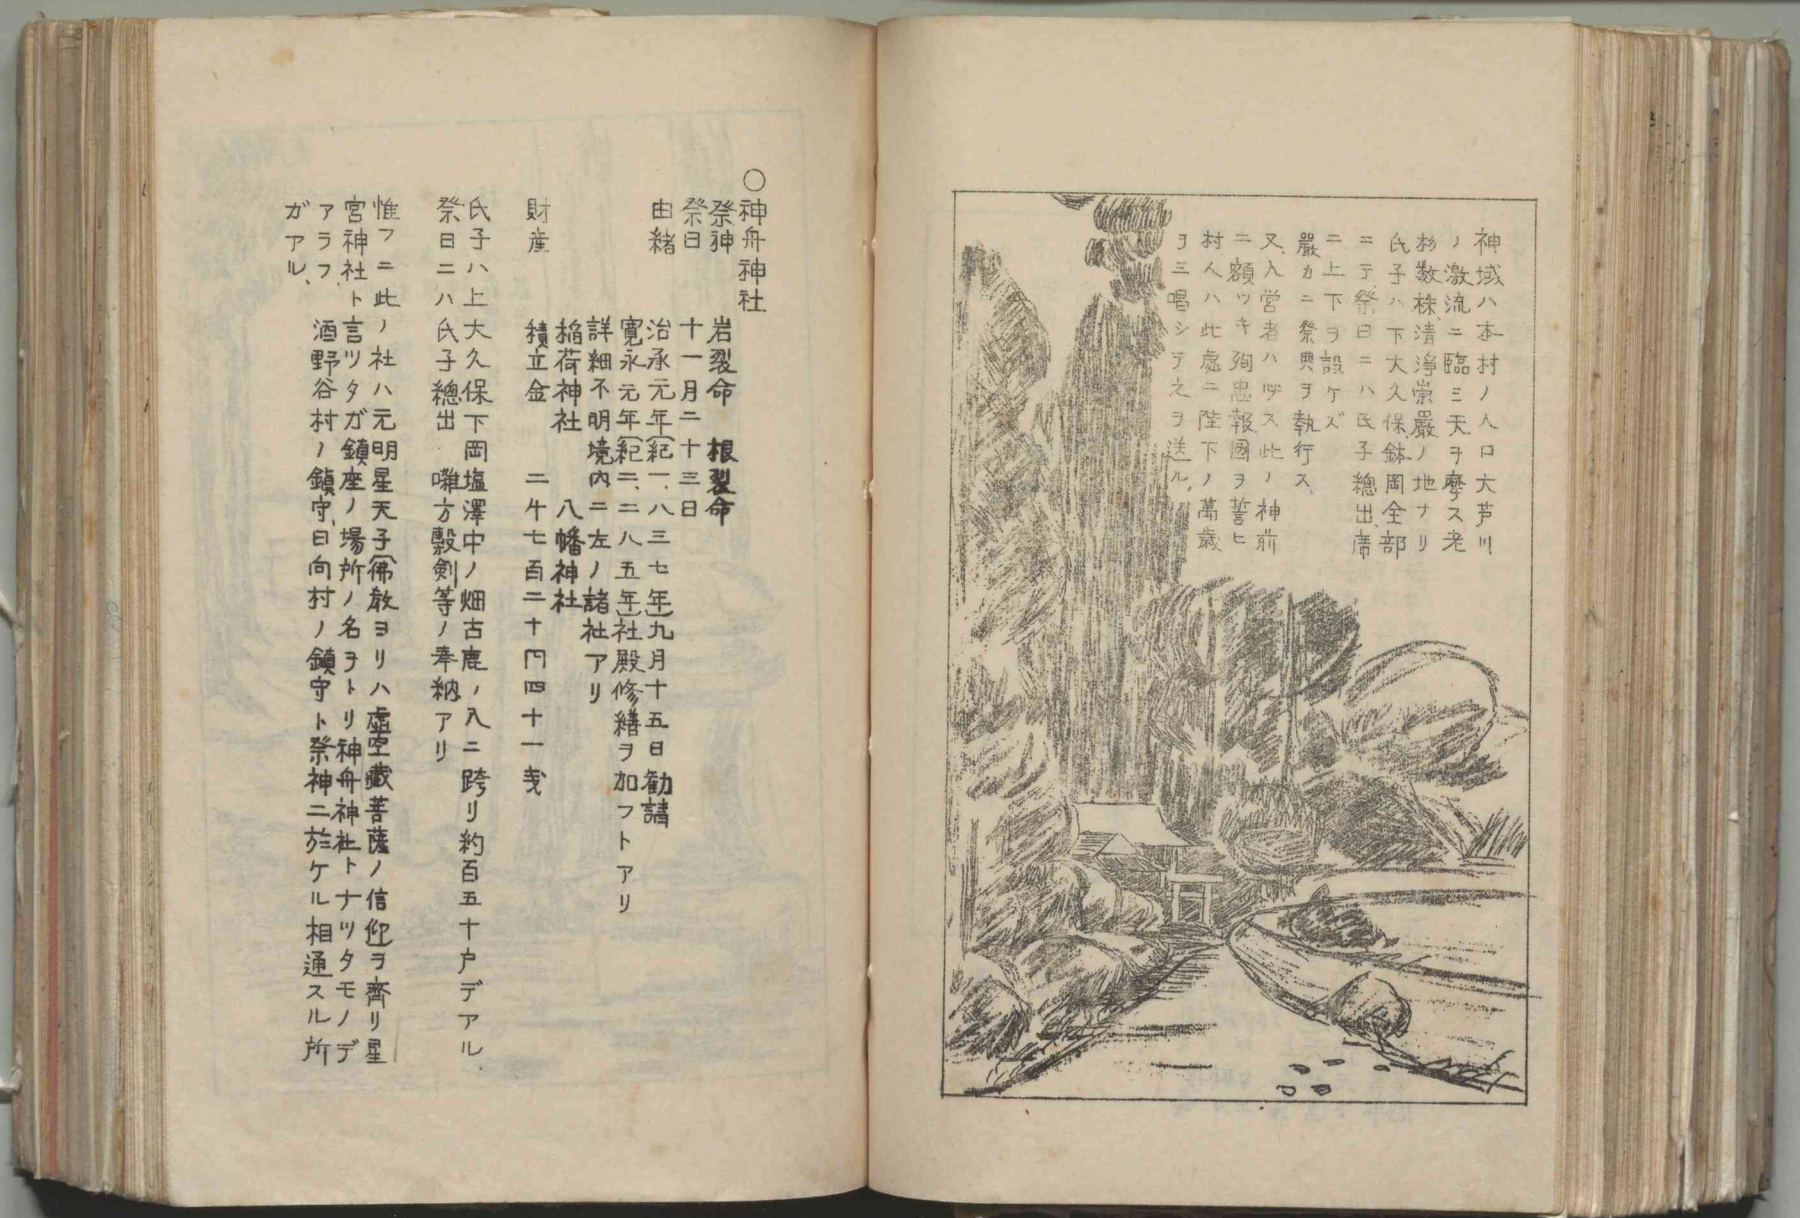 神域ハ本村ノ入口大芦川
ノ激流ニ臨ミ天ヲ摩ス老
杉数株、清浄崇嚴ノ地ナリ
氏子ハ下大久保、鉢岡全部
ニテ祭日ニハ氏子總出席
ニ上下ヲ設ケズ
嚴カニ祭典ヲ執行ス、
又入営者ハ必ス此ノ神前
ニ額ヅキ殉忠報國ヲ誓ヒ
村人ハ此處ニ陛下ノ萬歳
ヲ三唱シテ之ヲ送ル、
○神舟神社
祭神 岩裂命 根裂命
祭日 十一月二十三日
由緒 治承元年(紀一、八三七年)九月十五日勧請
寛永元年(紀二、二八五年)社殿修繕ヲ加フトアリ
詳細不明境内ニ左ノ諸社アリ
稲荷神社 八幡神社
財産 積立金 二千七百二十円四十一戋
氏子ハ上大久保下岡塩澤中ノ畑古鹿ノ入ニ跨リ約百五十戸デアル
祭日ニハ氏子總出 囃方敷剣等ノ奉納アリ
惟フニ此ノ社ハ元明星天子(佛教ヨリハ虚空蔵菩薩ノ信仰ヲ齊リ星
宮神社ト言ツタガ鎮座ノ場所ノ名ヲトリ神舟神社トナツタモノデ
アラフ、酒野谷村ノ鎮守、日向村ノ鎮守ト祭神ニ於ケル相通スル所
ガアル、